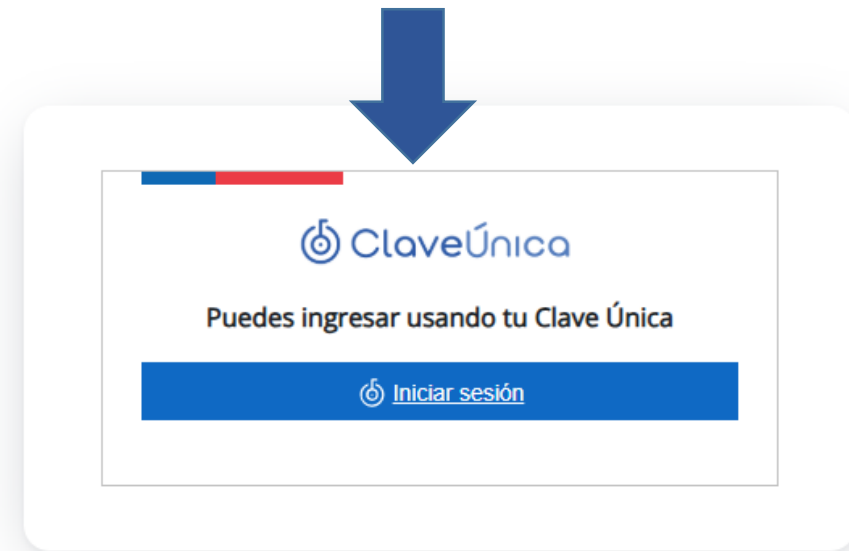 ClaveÚnica
Puedes ingresar usando tu Clave Única
Iniciar sesión